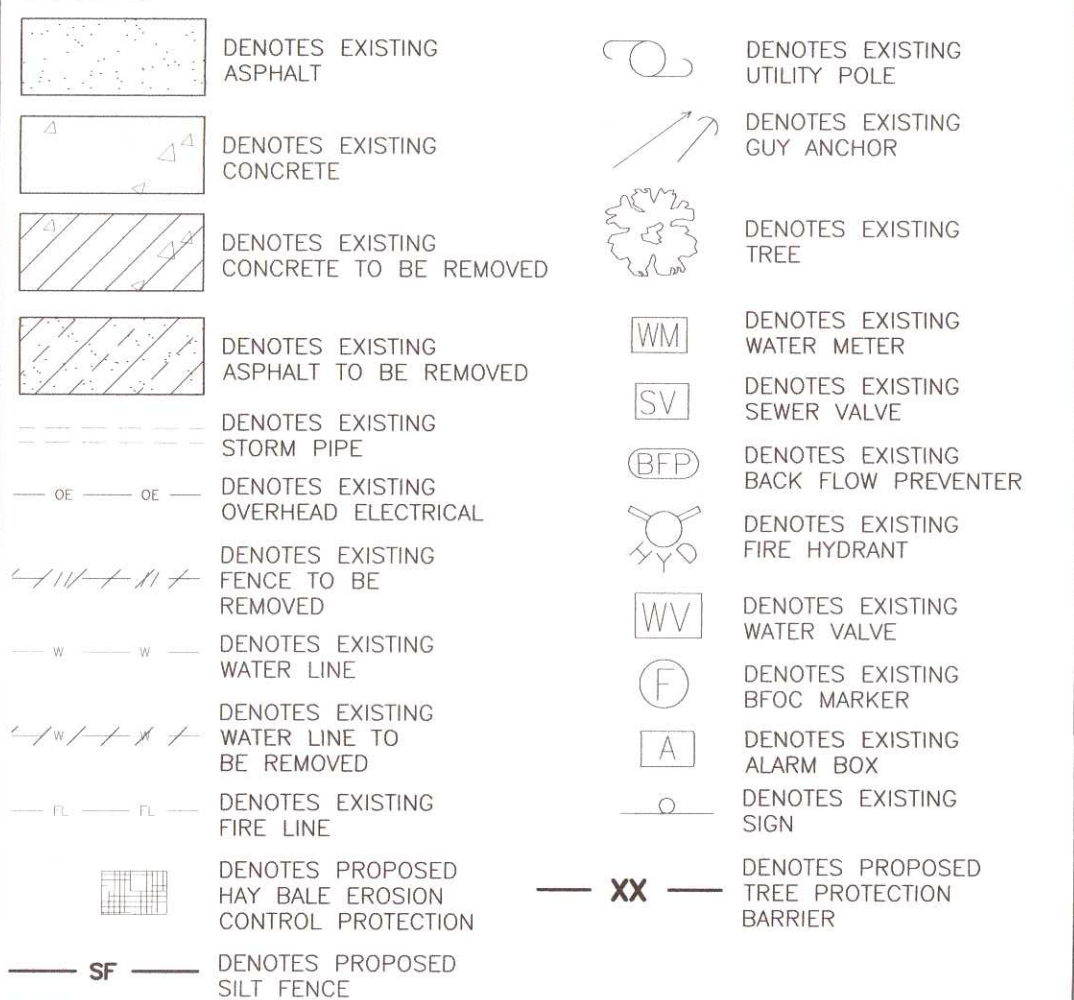 DENOTES EXISTING
ASPHALT
DENOTES EXISTING
CONCRETE
DENOTES EXISTING
CONCRETE TO BE REMOVED
DENOTES EXISTING
ASPHALT TO BE REMOVED
DENOTES EXISTING
STORM PIPE
OE OE
DENOTES EXISTING
OVERHEAD ELECTRICAL
DENOTES EXISTING
FENCE TO BE
REMOVED
W W
DENOTES EXISTING
WATER LINE
W W
DENOTES EXISTING
WATER LINE TO
BE REMOVED
FL FL
DENOTES EXISTING
FIRE LINE
DENOTES PROPOSED
HAY BALE EROSION
CONTROL PROTECTION
SF
DENOTES PROPOSED
SILT FENCE
DENOTES EXISTING
UTILITY POLE
DENOTES EXISTING
GUY ANCHOR
DENOTES EXISTING
TREE
WM
DENOTES EXISTING
WATER METER
SV
DENOTES EXISTING
SEWER VALVE
BFP
DENOTES EXISTING
BACK FLOW PREVENTER
HYD
DENOTES EXISTING
FIRE HYDRANT
WV
DENOTES EXISTING
WATER VALVE
F
DENOTES EXISTING
BFOC MARKER
A
DENOTES EXISTING
ALARM BOX
DENOTES EXISTING
SIGN
XX
DENOTES PROPOSED
TREE PROTECTION
BARRIER